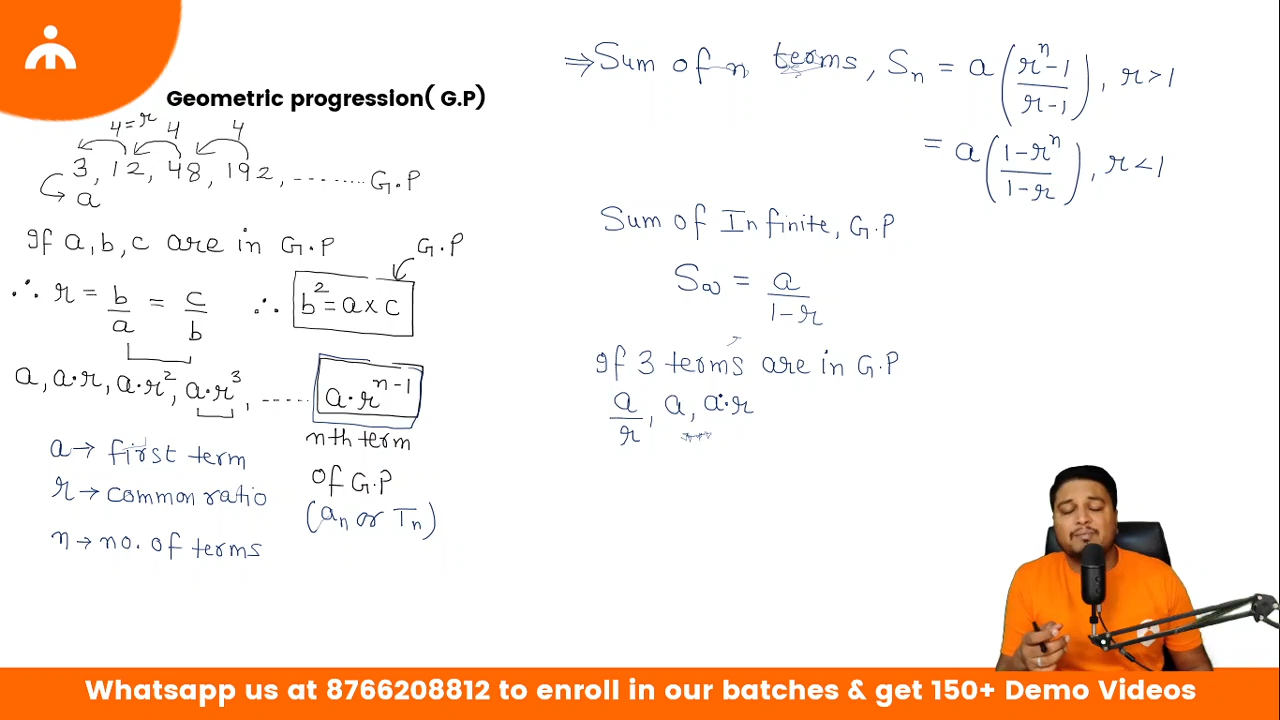 Geometric progression( G.P)
4=r 4 4
3, 12, 48, 192, ........ G.P
a
If a, b, c are in G.P
G.P
∴ r = b/a = c/b ∴ b² = a x c
a, a·r, a·r², a·r³, ..... a·r^(n-1)
nth term
of G.P
(an or Tn)
a → first term
r → common ratio
n → no. of terms
⇒ Sum of n terms, Sn = a((r^n-1)/(r-1)), r>1
= a((1-r^n)/(1-r)), r<1
Sum of Infinite, G.P
S∞ = a/(1-r)
If 3 terms are in G.P
a/r, a, a·r
Whatsapp us at 8766208812 to enroll in our batches & get 150+ Demo Videos